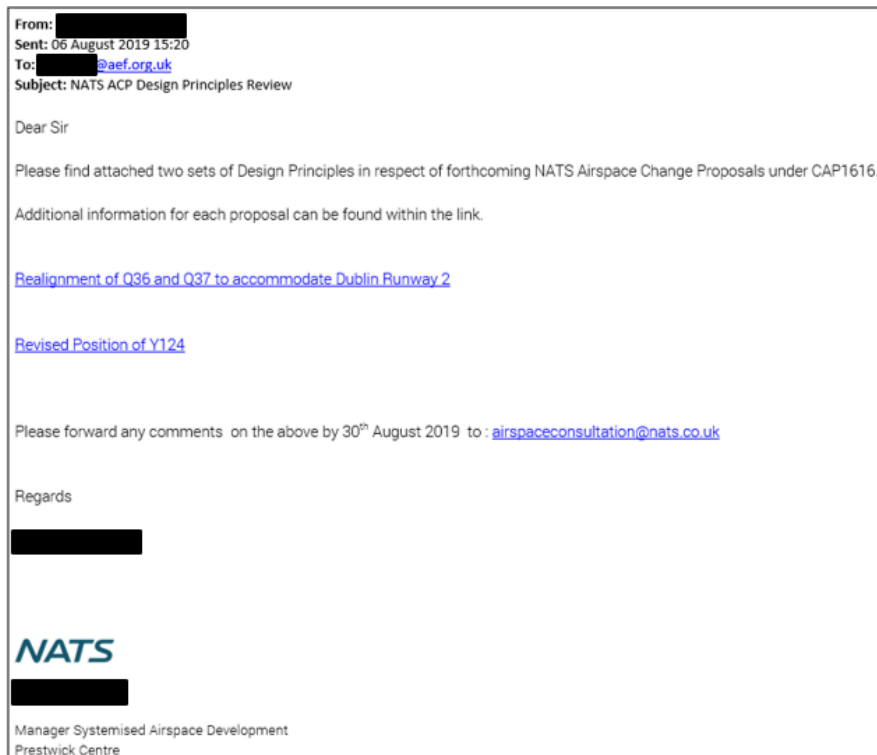 From:
Sent: 06 August 2019 15:20
To: @aef.org.uk
Subject: NATS ACP Design Principles Review
Dear Sir
Please find attached two sets of Design Principles in respect of forthcoming NATS Airspace Change Proposals under CAP1616.
Additional information for each proposal can be found within the link.
Realignment of Q36 and Q37 to accommodate Dublin Runway 2
Revised Position of Y124
Please forward any comments on the above by 30th August 2019 to : airspaceconsultation@nats.co.uk
Regards
NATS
Manager Systemised Airspace Development
Prestwick Centre